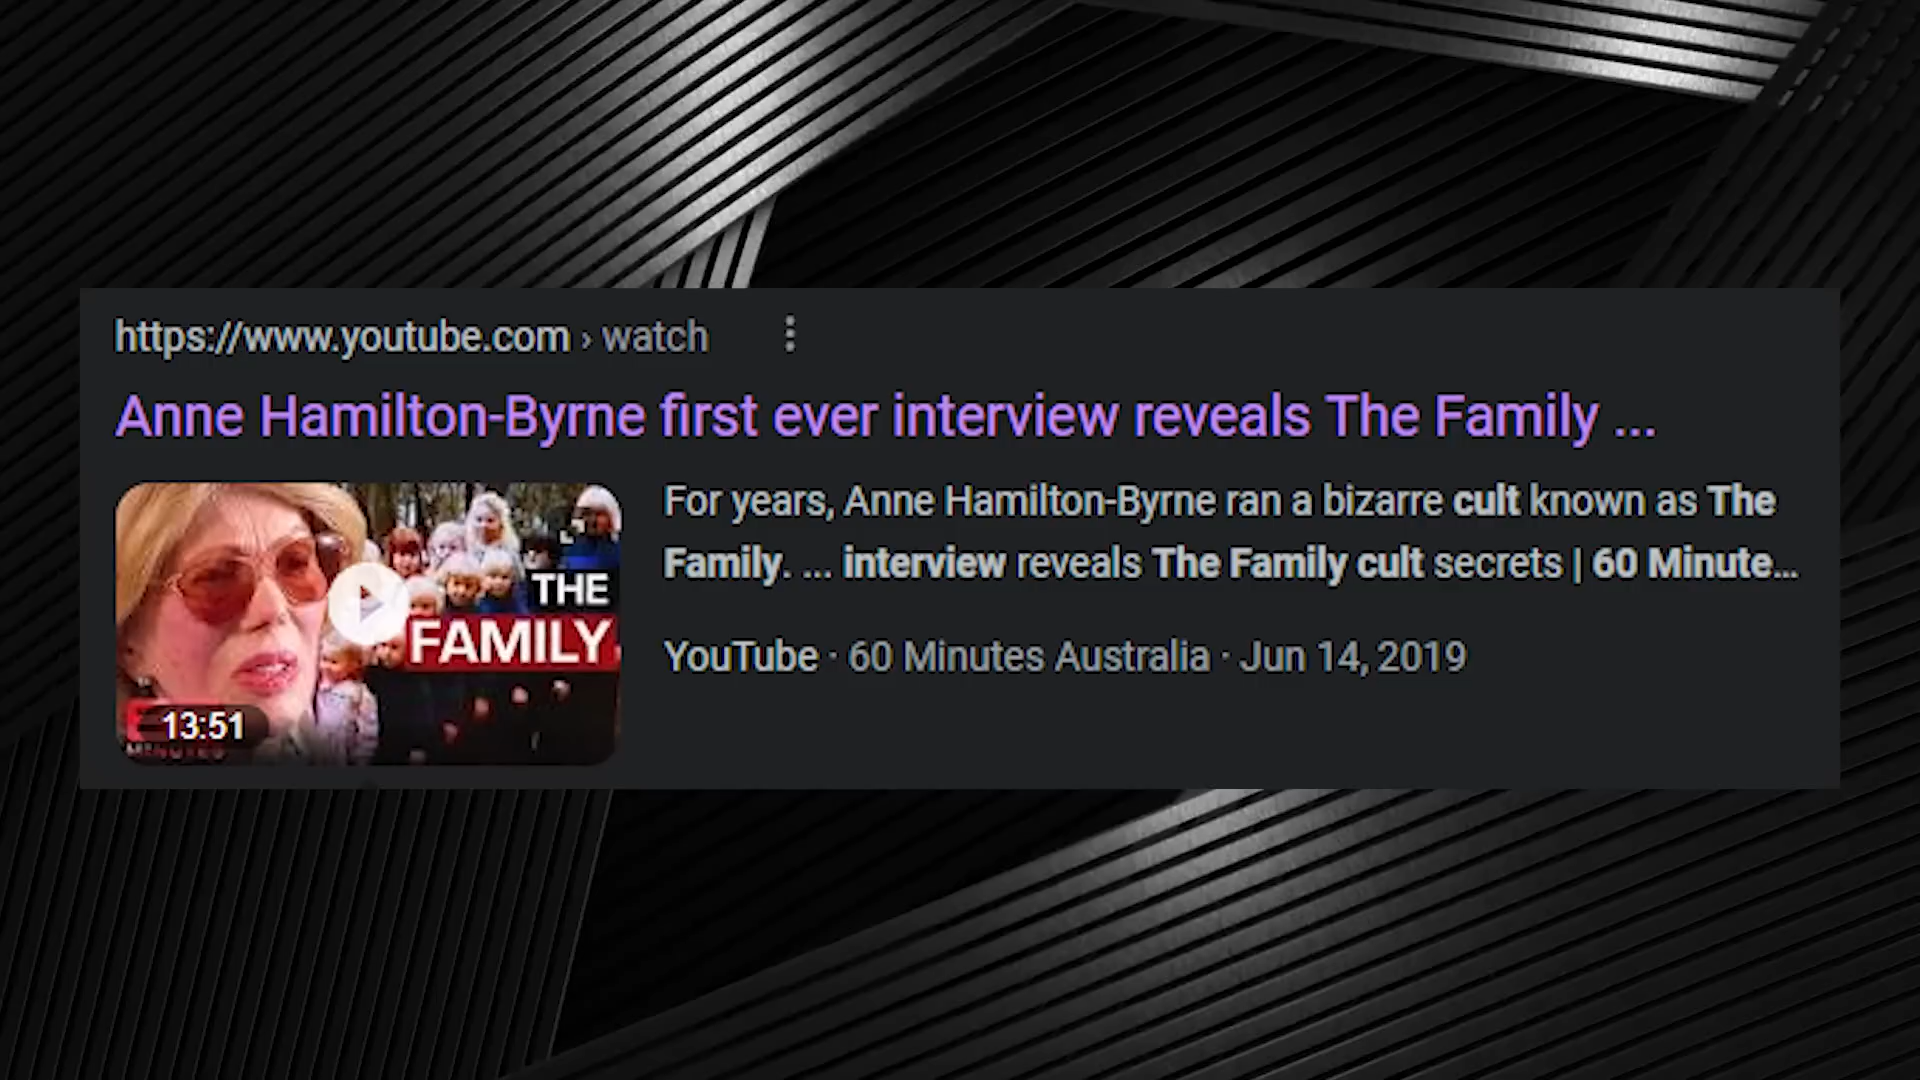 https://www.youtube.com › watch
Anne Hamilton-Byrne first ever interview reveals The Family ...
For years, Anne Hamilton-Byrne ran a bizarre cult known as The
Family. ... interview reveals The Family cult secrets | 60 Minute...
YouTube · 60 Minutes Australia · Jun 14, 2019
THE
FAMILY
13:51
MINUTES